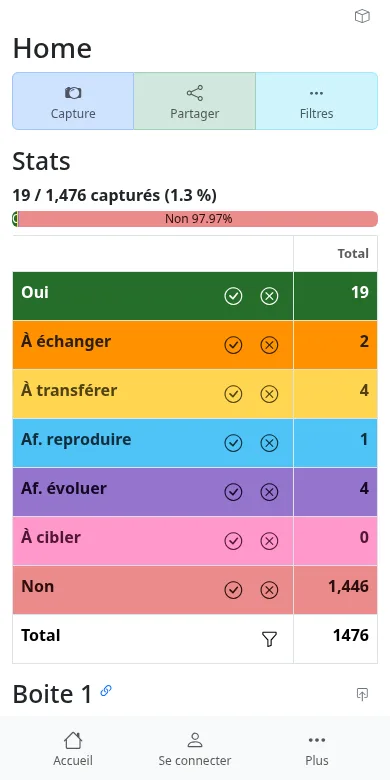 Home
Capture
Partager
Filtres
Stats
19 / 1,476 capturés (1.3 %)
Non 97.97%
Total
Oui 19
À échanger 2
À transférer 4
Af. reproduire 1
Af. évoluer 4
À cibler 0
Non 1,446
Total 1476
Boite 1
Accueil
Se connecter
Plus